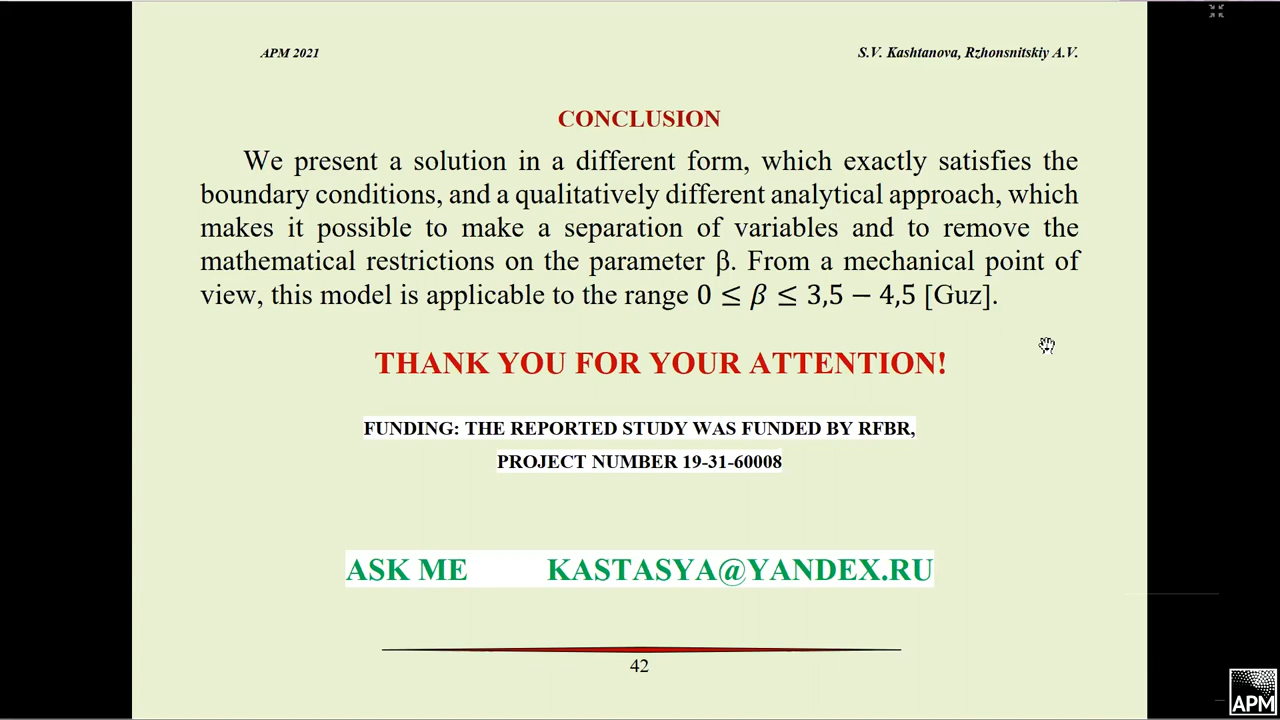 APM 2021
S.V. Kashtanova, Rzhonsnitskiy A.V.
CONCLUSION
We present a solution in a different form, which exactly satisfies the
boundary conditions, and a qualitatively different analytical approach, which
makes it possible to make a separation of variables and to remove the
mathematical restrictions on the parameter β. From a mechanical point of
view, this model is applicable to the range 0 ≤ β ≤ 3,5 − 4,5 [Guz].
THANK YOU FOR YOUR ATTENTION!
FUNDING: THE REPORTED STUDY WAS FUNDED BY RFBR,
PROJECT NUMBER 19-31-60008
ASK ME KASTASYA@YANDEX.RU
42
APM